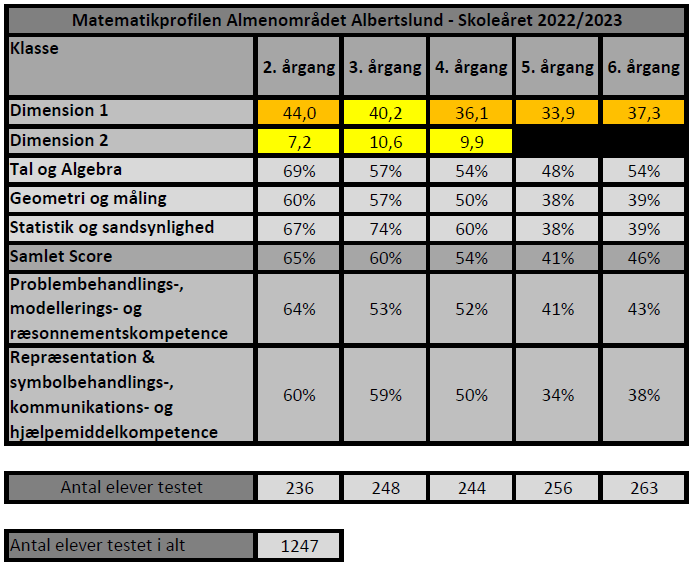 Matematikprofilen Almenområdet Albertslund - Skoleåret 2022/2023
Klasse 2. årgang 3. årgang 4. årgang 5. årgang 6. årgang
Dimension 1 44,0 40,2 36,1 33,9 37,3
Dimension 2 7,2 10,6 9,9
Tal og Algebra 69% 57% 54% 48% 54%
Geometri og måling 60% 57% 50% 38% 39%
Statistik og sandsynlighed 67% 74% 60% 38% 39%
Samlet Score 65% 60% 54% 41% 46%
Problembehandlings-,
modellerings- og 64% 53% 52% 41% 43%
ræsonnementskompetence
Repræsentation &
symbolbehandlings-,
kommunikations- og 60% 59% 50% 34% 38%
hjælpemiddelkompetence
Antal elever testet 236 248 244 256 263
Antal elever testet i alt 1247